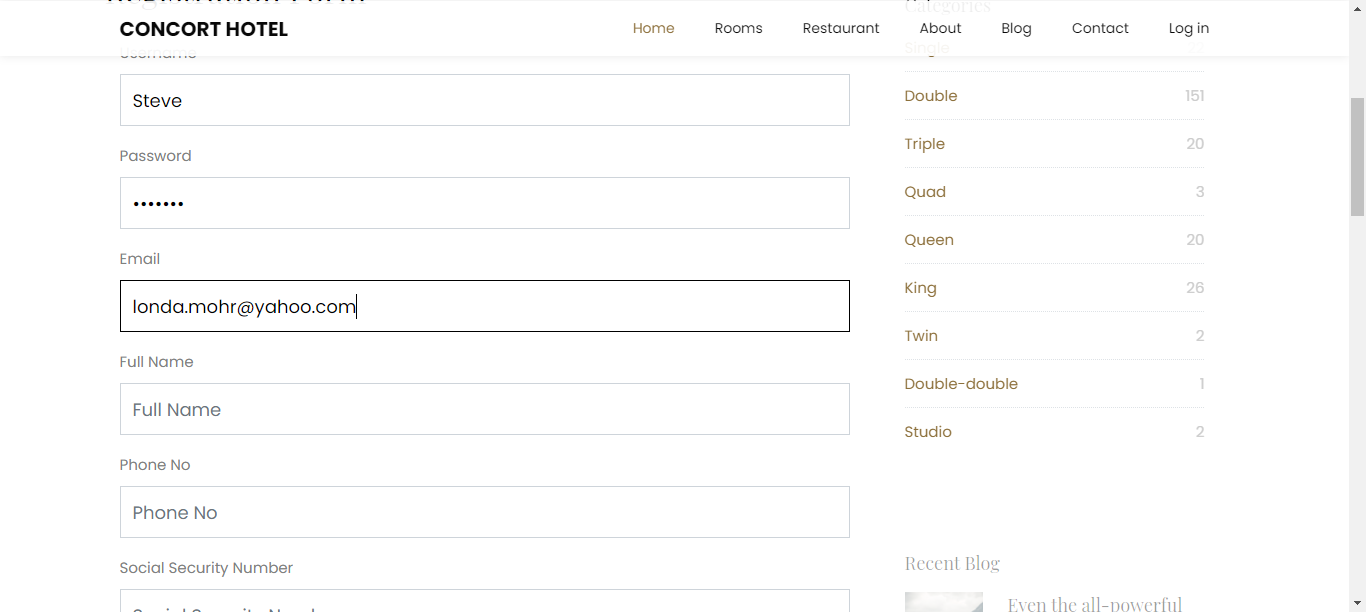 CONCORT HOTEL
Home
Rooms
Restaurant
About
Blog
Contact
Log in
Username
Steve
Password
•••••••
Email
londa.mohr@yahoo.com
Full Name
Full Name
Phone No
Phone No
Social Security Number
Categories
Single
Double 151
Triple 20
Quad 3
Queen 20
King 26
Twin 2
Double-double 1
Studio 2
Recent Blog
Even the all-powerful